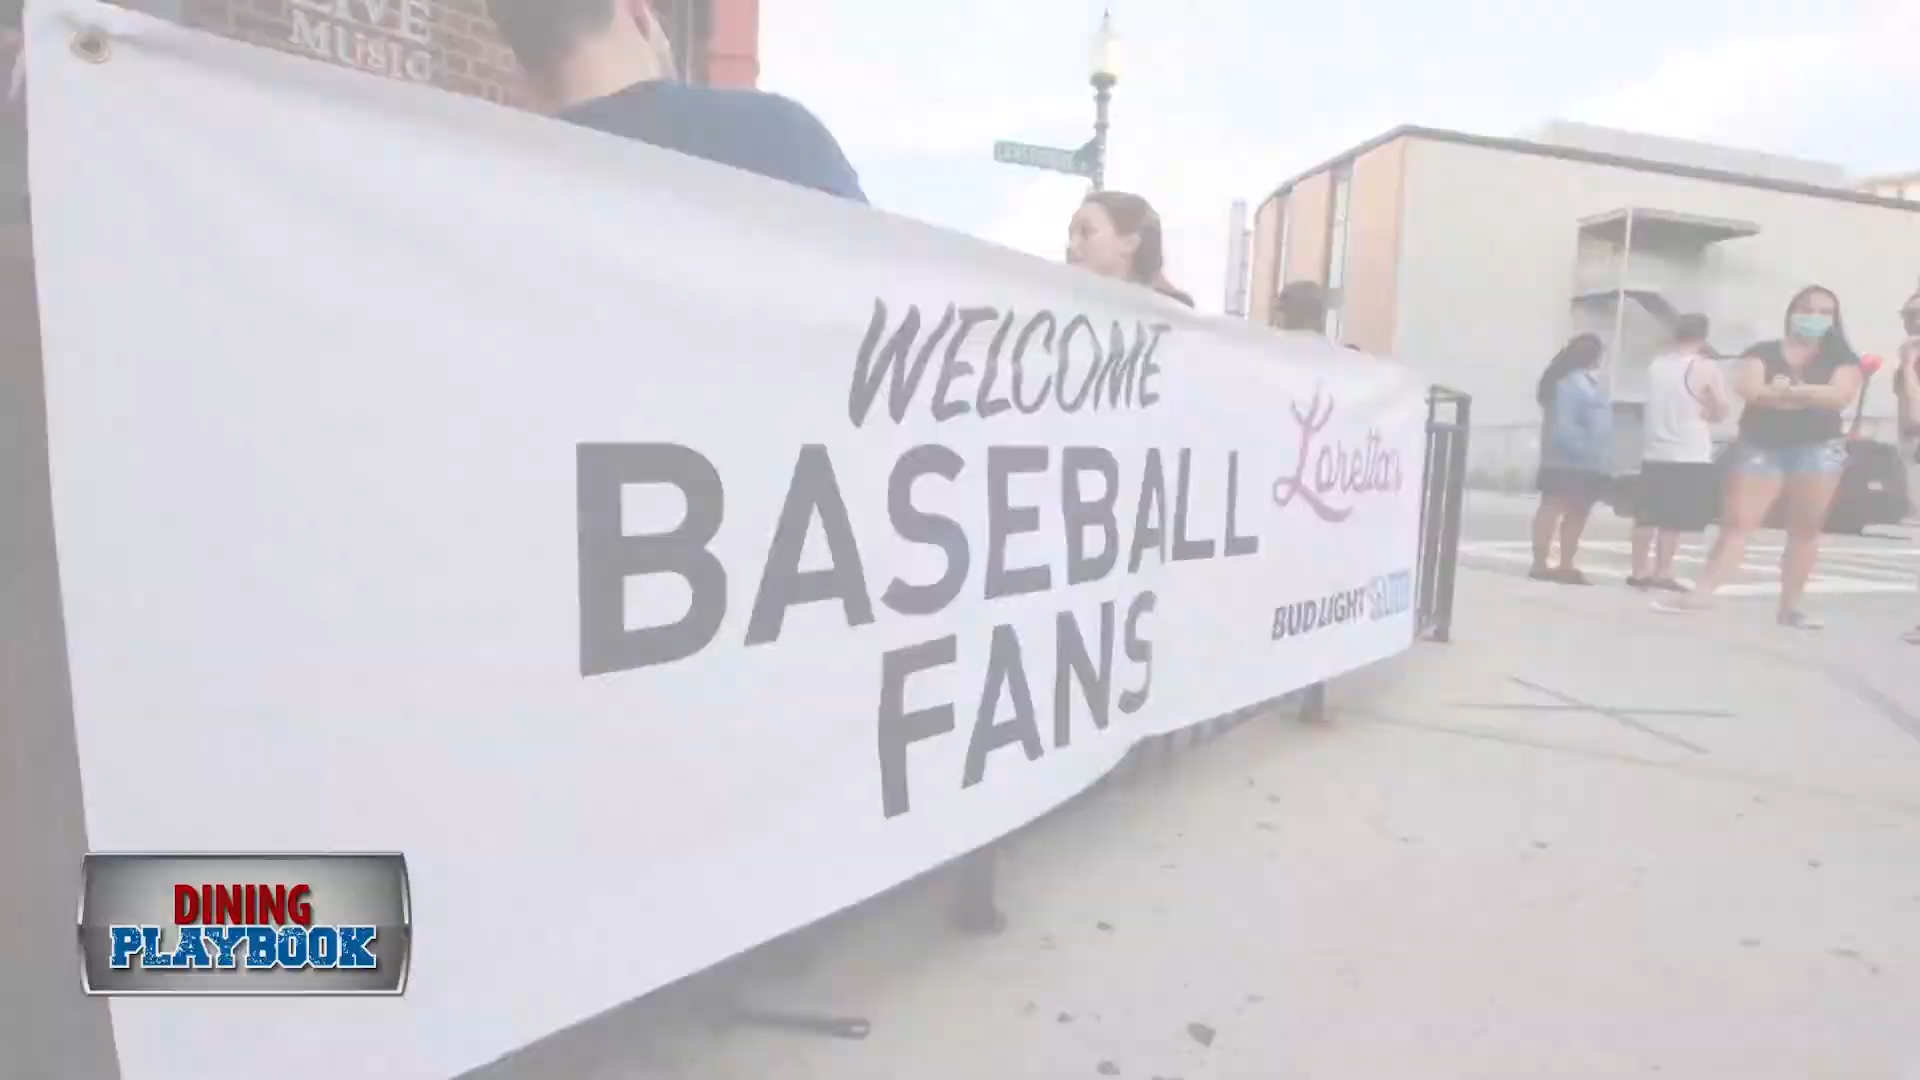 LIVE
MUSIC
WELCOME
BASEBALL
FANS
Loretta's
BUD LIGHT
DINING
PLAYBOOK